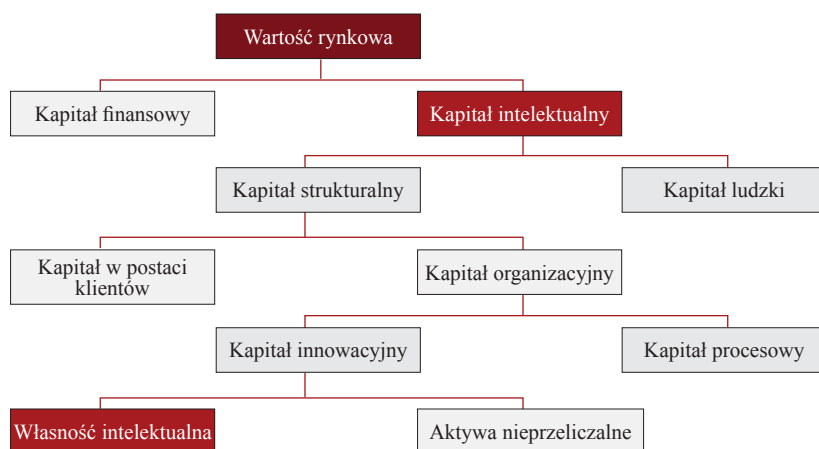 Wartość rynkowa
Kapitał finansowy
Kapitał intelektualny
Kapitał strukturalny
Kapitał ludzki
Kapitał w postaci
klientów
Kapitał organizacyjny
Kapitał innowacyjny
Kapitał procesowy
Własność intelektualna
Aktywa nieprzeliczalne